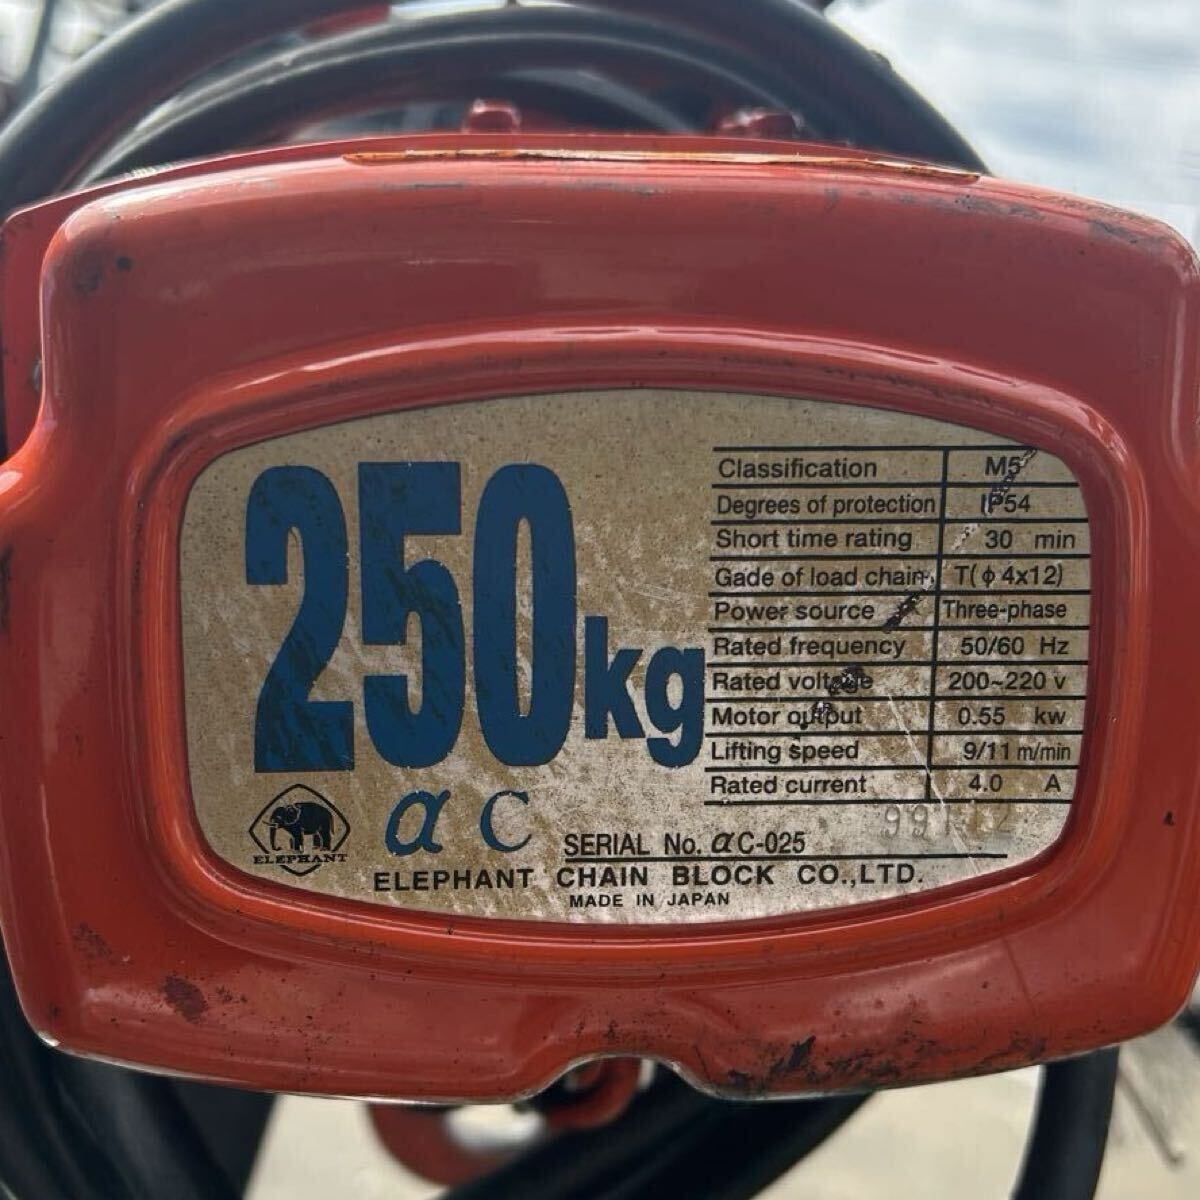 250kg
αC
ELEPHANT
Classification M5
Degrees of protection IP54
Short time rating 30 min
Gade of load chain T(φ4x12)
Power source Three-phase
Rated frequency 50/60 Hz
Rated voltage 200~220 v
Motor output 0.55 kw
Lifting speed 9/11 m/min
Rated current 4.0 A
SERIAL No. αC-025
ELEPHANT CHAIN BLOCK CO.,LTD.
MADE IN JAPAN